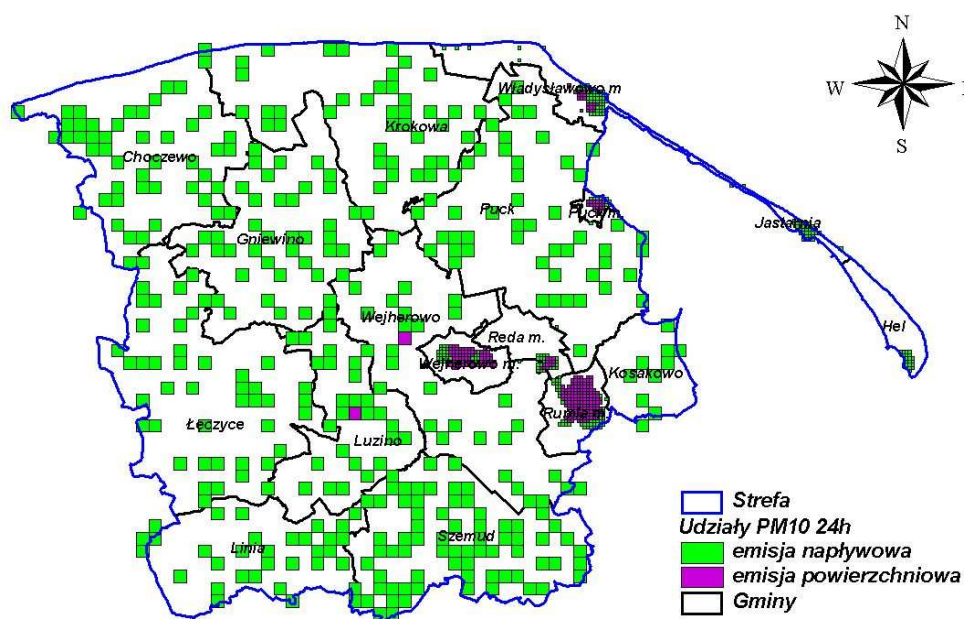 N
W
S
Władysławowo m
Krokowa
Choczewo
Puck
Puck m.
Jastarnia
Gniewino
Wejherowo
Reda m.
Hel
Wejherowo m.
Kosakowo
Rumia m.
Łęczyce
Luzino
Linia
Szemud
Strefa
Udziały PM10 24h
emisja napływowa
emisja powierzchniowa
Gminy